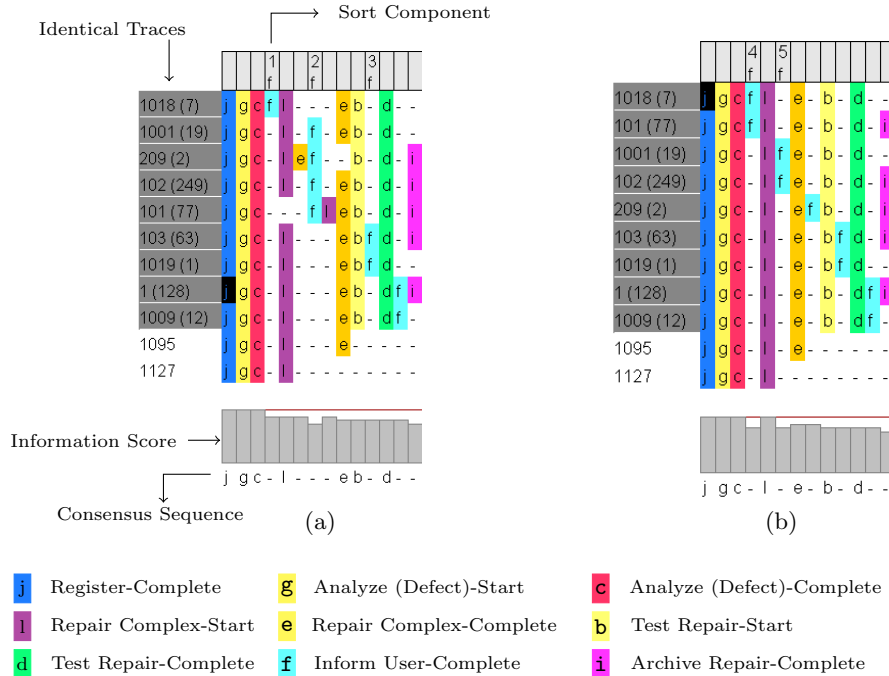 Sort Component
Identical Traces
1 2 3
f f f
1018 (7) j g c f l - - - e b - d - -
1001 (19) j g c - l - f - e b - d - -
209 (2) j g c - l e f - - b - d - i
102 (249) j g c - l - f - e b - d - i
101 (77) j g c - - - f l e b - d - i
103 (63) j g c - l - - - e b f d - i
1019 (1) j g c - l - - - e b f d - -
1 (128) j g c - l - - - e b - d f i
1009 (12) j g c - l - - - e b - d f -
1095 j g c - l - - - e - - - - -
1127 j g c - l - - - - - - - - -
Information Score
j g c - l - - - e b - d - -
Consensus Sequence
(a)
4 5
f f
1018 (7) j g c f l - e - b - d - -
101 (77) j g c f l - e - b - d - i
1001 (19) j g c - l f e - b - d - -
102 (249) j g c - l f e - b - d - i
209 (2) j g c - l - e f b - d - i
103 (63) j g c - l - e - b f d - i
1019 (1) j g c - l - e - b f d - -
1 (128) j g c - l - e - b - d f i
1009 (12) j g c - l - e - b - d f -
1095 j g c - l - e - - - - - -
1127 j g c - l - - - - - - - -
j g c - l - e - b - d - -
(b)
j Register-Complete g Analyze (Defect)-Start c Analyze (Defect)-Complete
l Repair Complex-Start e Repair Complex-Complete b Test Repair-Start
d Test Repair-Complete f Inform User-Complete i Archive Repair-Complete